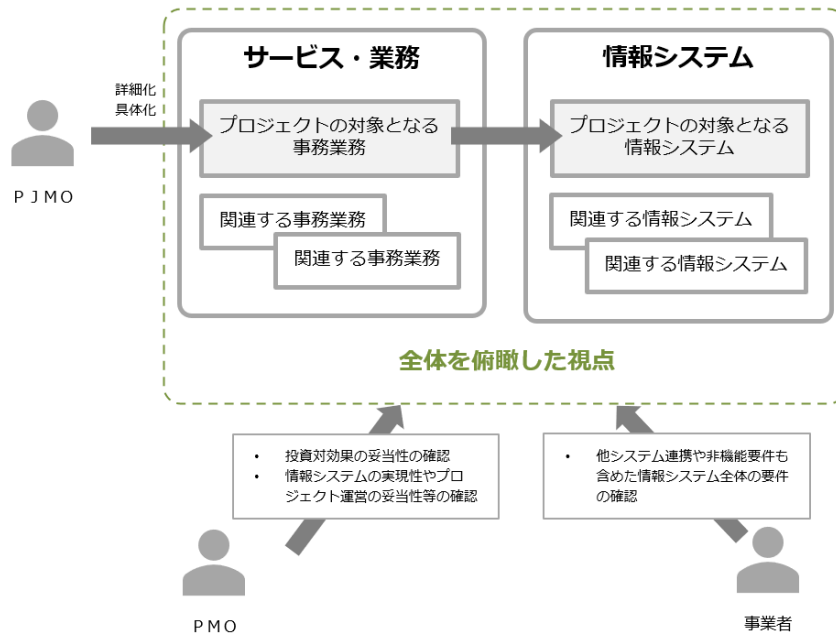 サービス・業務
情報システム
詳細化
具体化
プロジェクトの対象となる
事務業務
プロジェクトの対象となる
情報システム
ＰＪＭＯ
関連する事務業務
関連する事務業務
関連する情報システム
関連する情報システム
全体を俯瞰した視点
• 投資対効果の妥当性の確認
• 情報システムの実現性やプロ
ジェクト運営の妥当性等の確認
• 他システム連携や非機能要件も
含めた情報システム全体の要件
の確認
ＰＭＯ
事業者